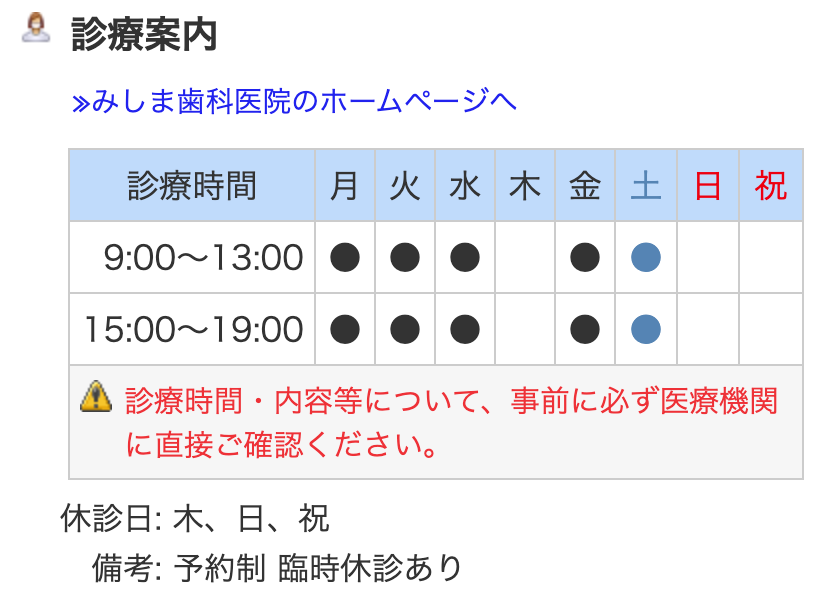 診療案内
≫みしま歯科医院のホームページへ
診療時間 月 火 水 木 金 土 日 祝
9:00〜13:00 ● ● ● ● ●
15:00〜19:00 ● ● ● ● ●
診療時間・内容等について、事前に必ず医療機関
に直接ご確認ください。
休診日: 木、日、祝
備考: 予約制 臨時休診あり